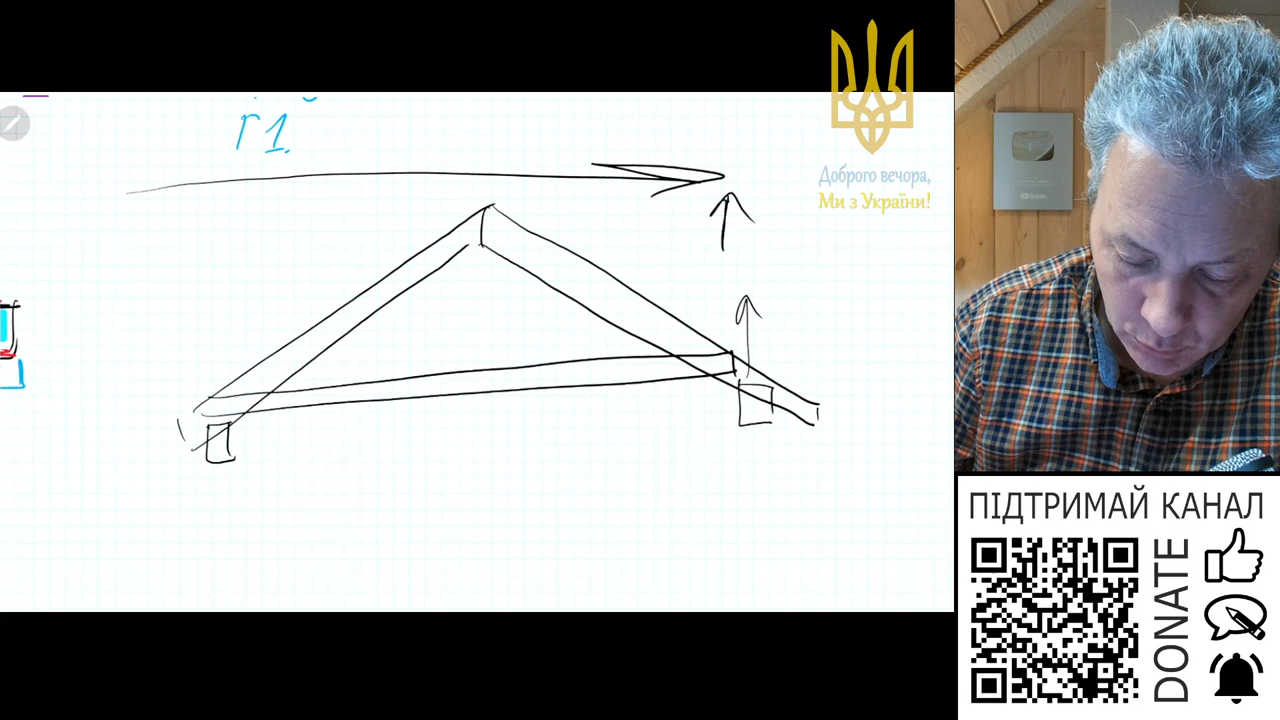 Г1.
Доброго вечора,
Ми з України!
ПІДТРИМАЙ КАНАЛ
DONATE